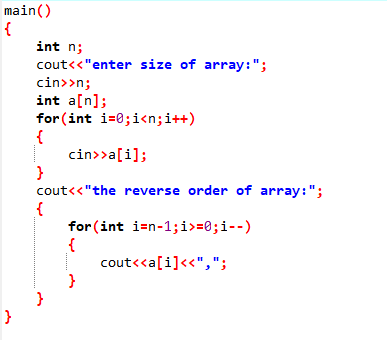 main()
{
    int n;
    cout<<"enter size of array:";
    cin>>n;
    int a[n];
    for(int i=0;i<n;i++)
    {
        cin>>a[i];
    }
    cout<<"the reverse order of array:";
    {
        for(int i=n-1;i>=0;i--)
        {
            cout<<a[i]<<",";
        }
    }
}